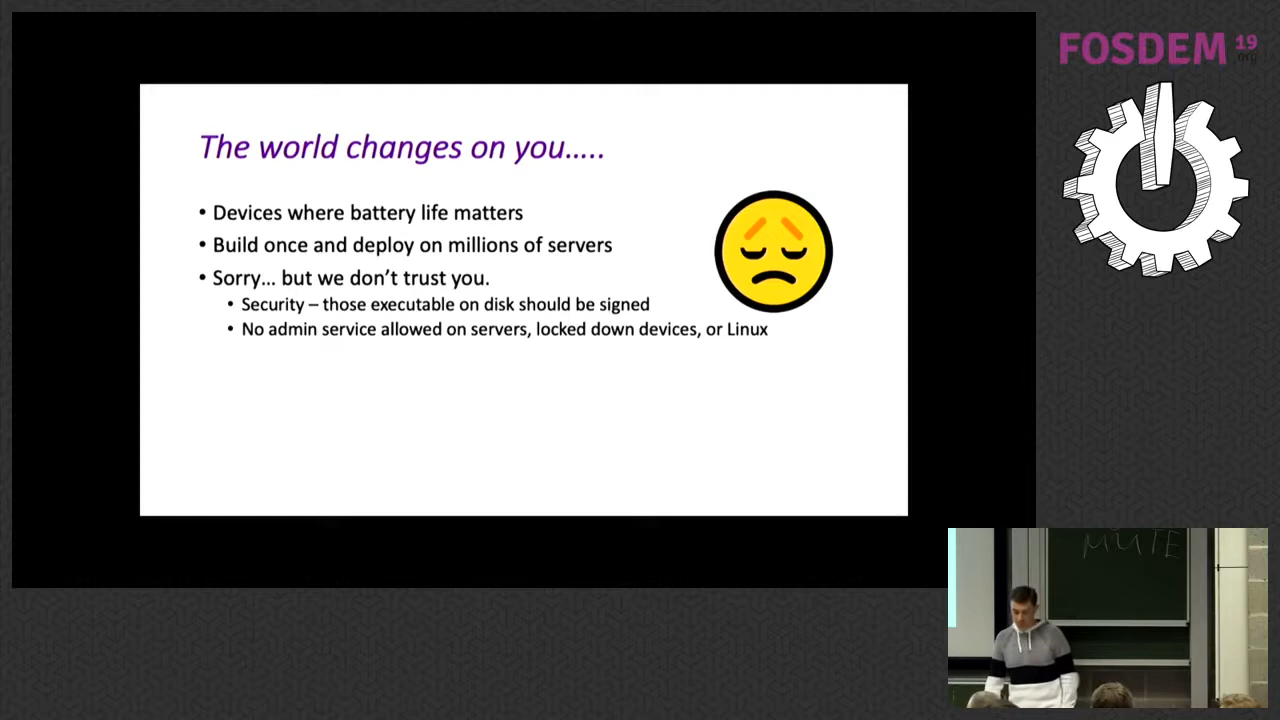 FOSDEM 19
.org
The world changes on you…..
• Devices where battery life matters
• Build once and deploy on millions of servers
• Sorry… but we don’t trust you.
• Security – those executable on disk should be signed
• No admin service allowed on servers, locked down devices, or Linux
MUTE